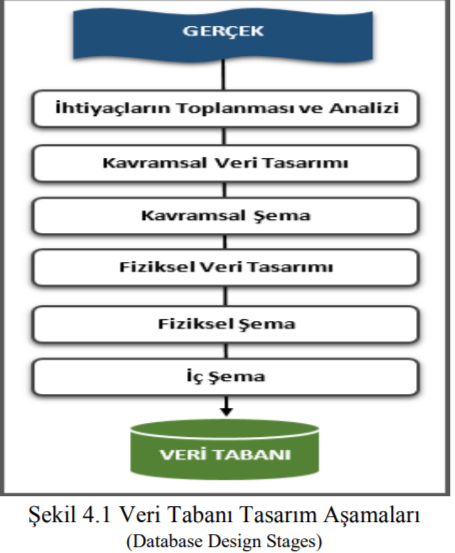 GERÇEK
İhtiyaçların Toplanması ve Analizi
Kavramsal Veri Tasarımı
Kavramsal Şema
Fiziksel Veri Tasarımı
Fiziksel Şema
İç Şema
VERİ TABANI
Şekil 4.1 Veri Tabanı Tasarım Aşamaları
(Database Design Stages)